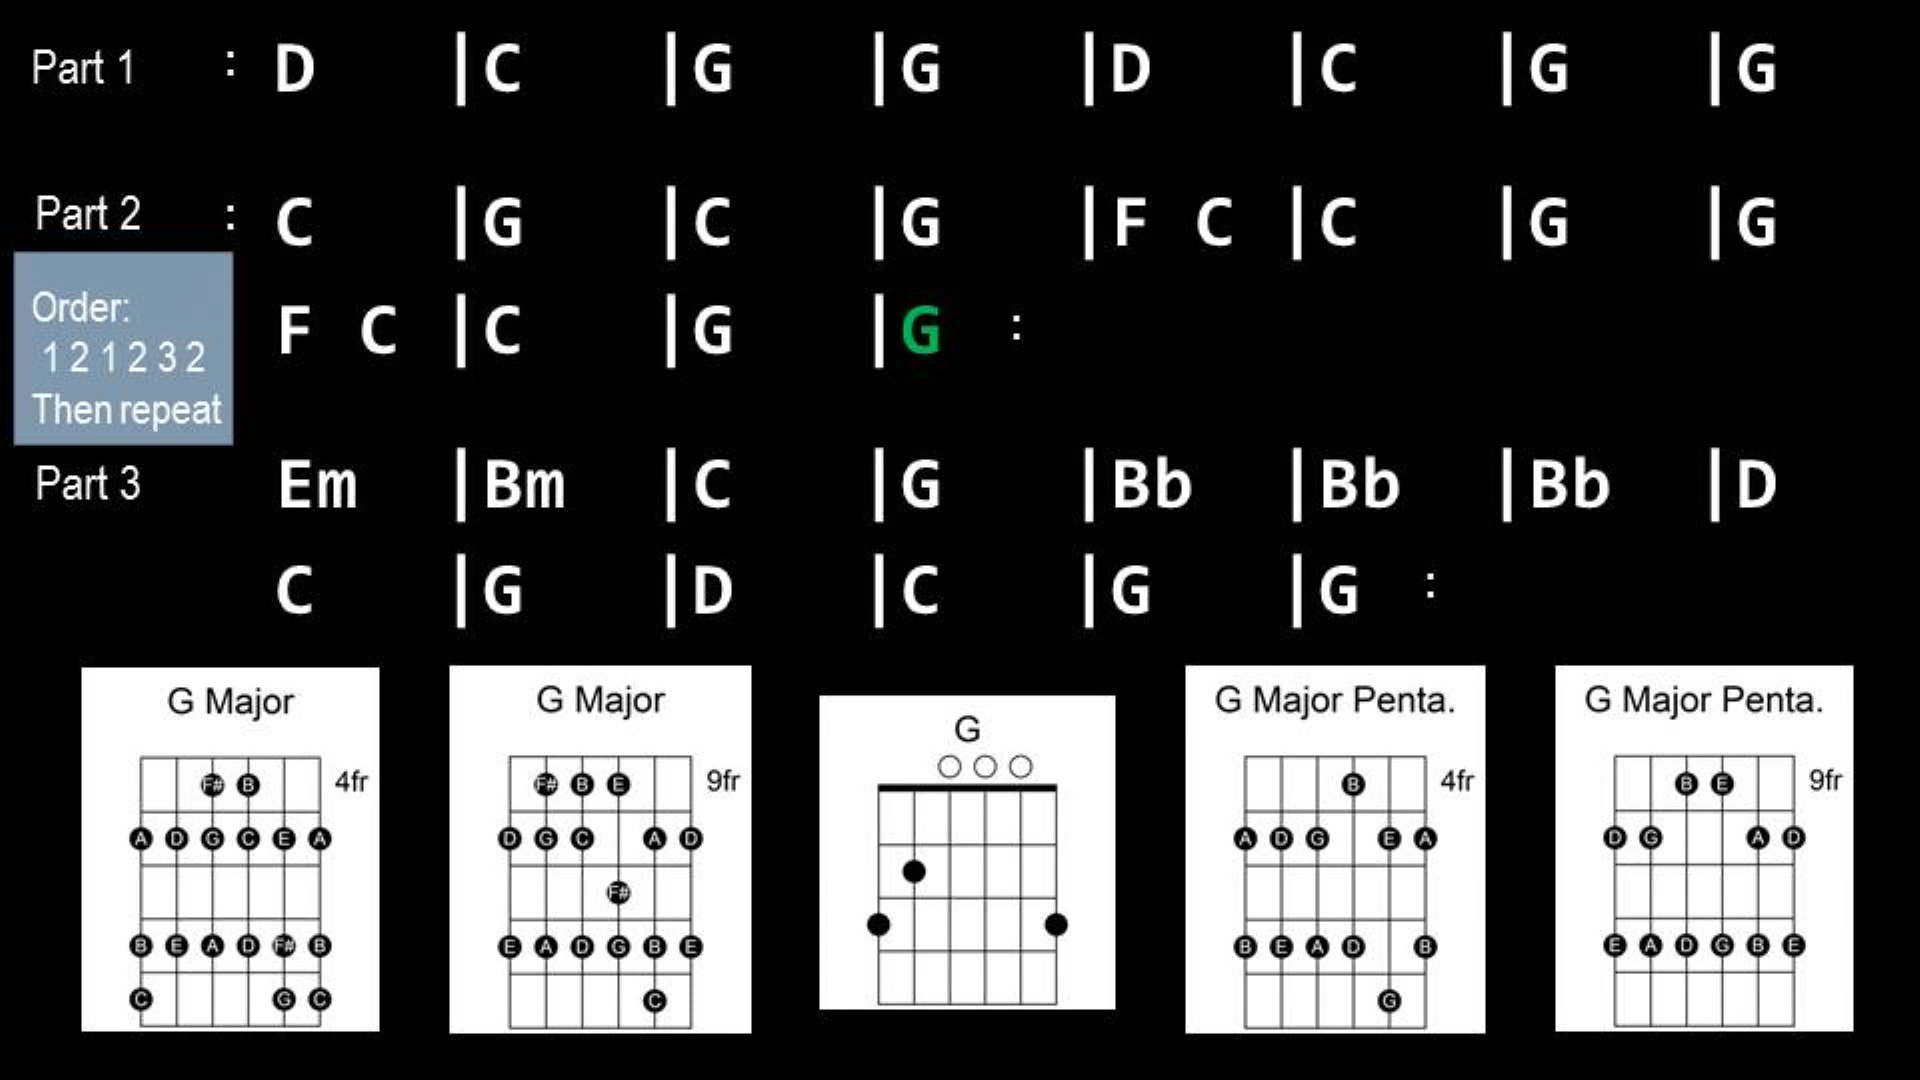 Part 1 : D |C |G |G |D |C |G |G
Part 2 : C |G |C |G |F C |C |G |G
F C |C |G |G :
Order:
1 2 1 2 3 2
Then repeat
Part 3 Em |Bm |C |G |Bb |Bb |Bb |D
C |G |D |C |G |G :
G Major
4fr
F# B
A D G C E A
B E A D F# B
C G C
G Major
9fr
F# B E
D G C A D
F#
E A D G B E
C
G
G Major Penta.
4fr
B
A D G E A
B E A D B
G
G Major Penta.
9fr
B E
D G A D
E A D G B E